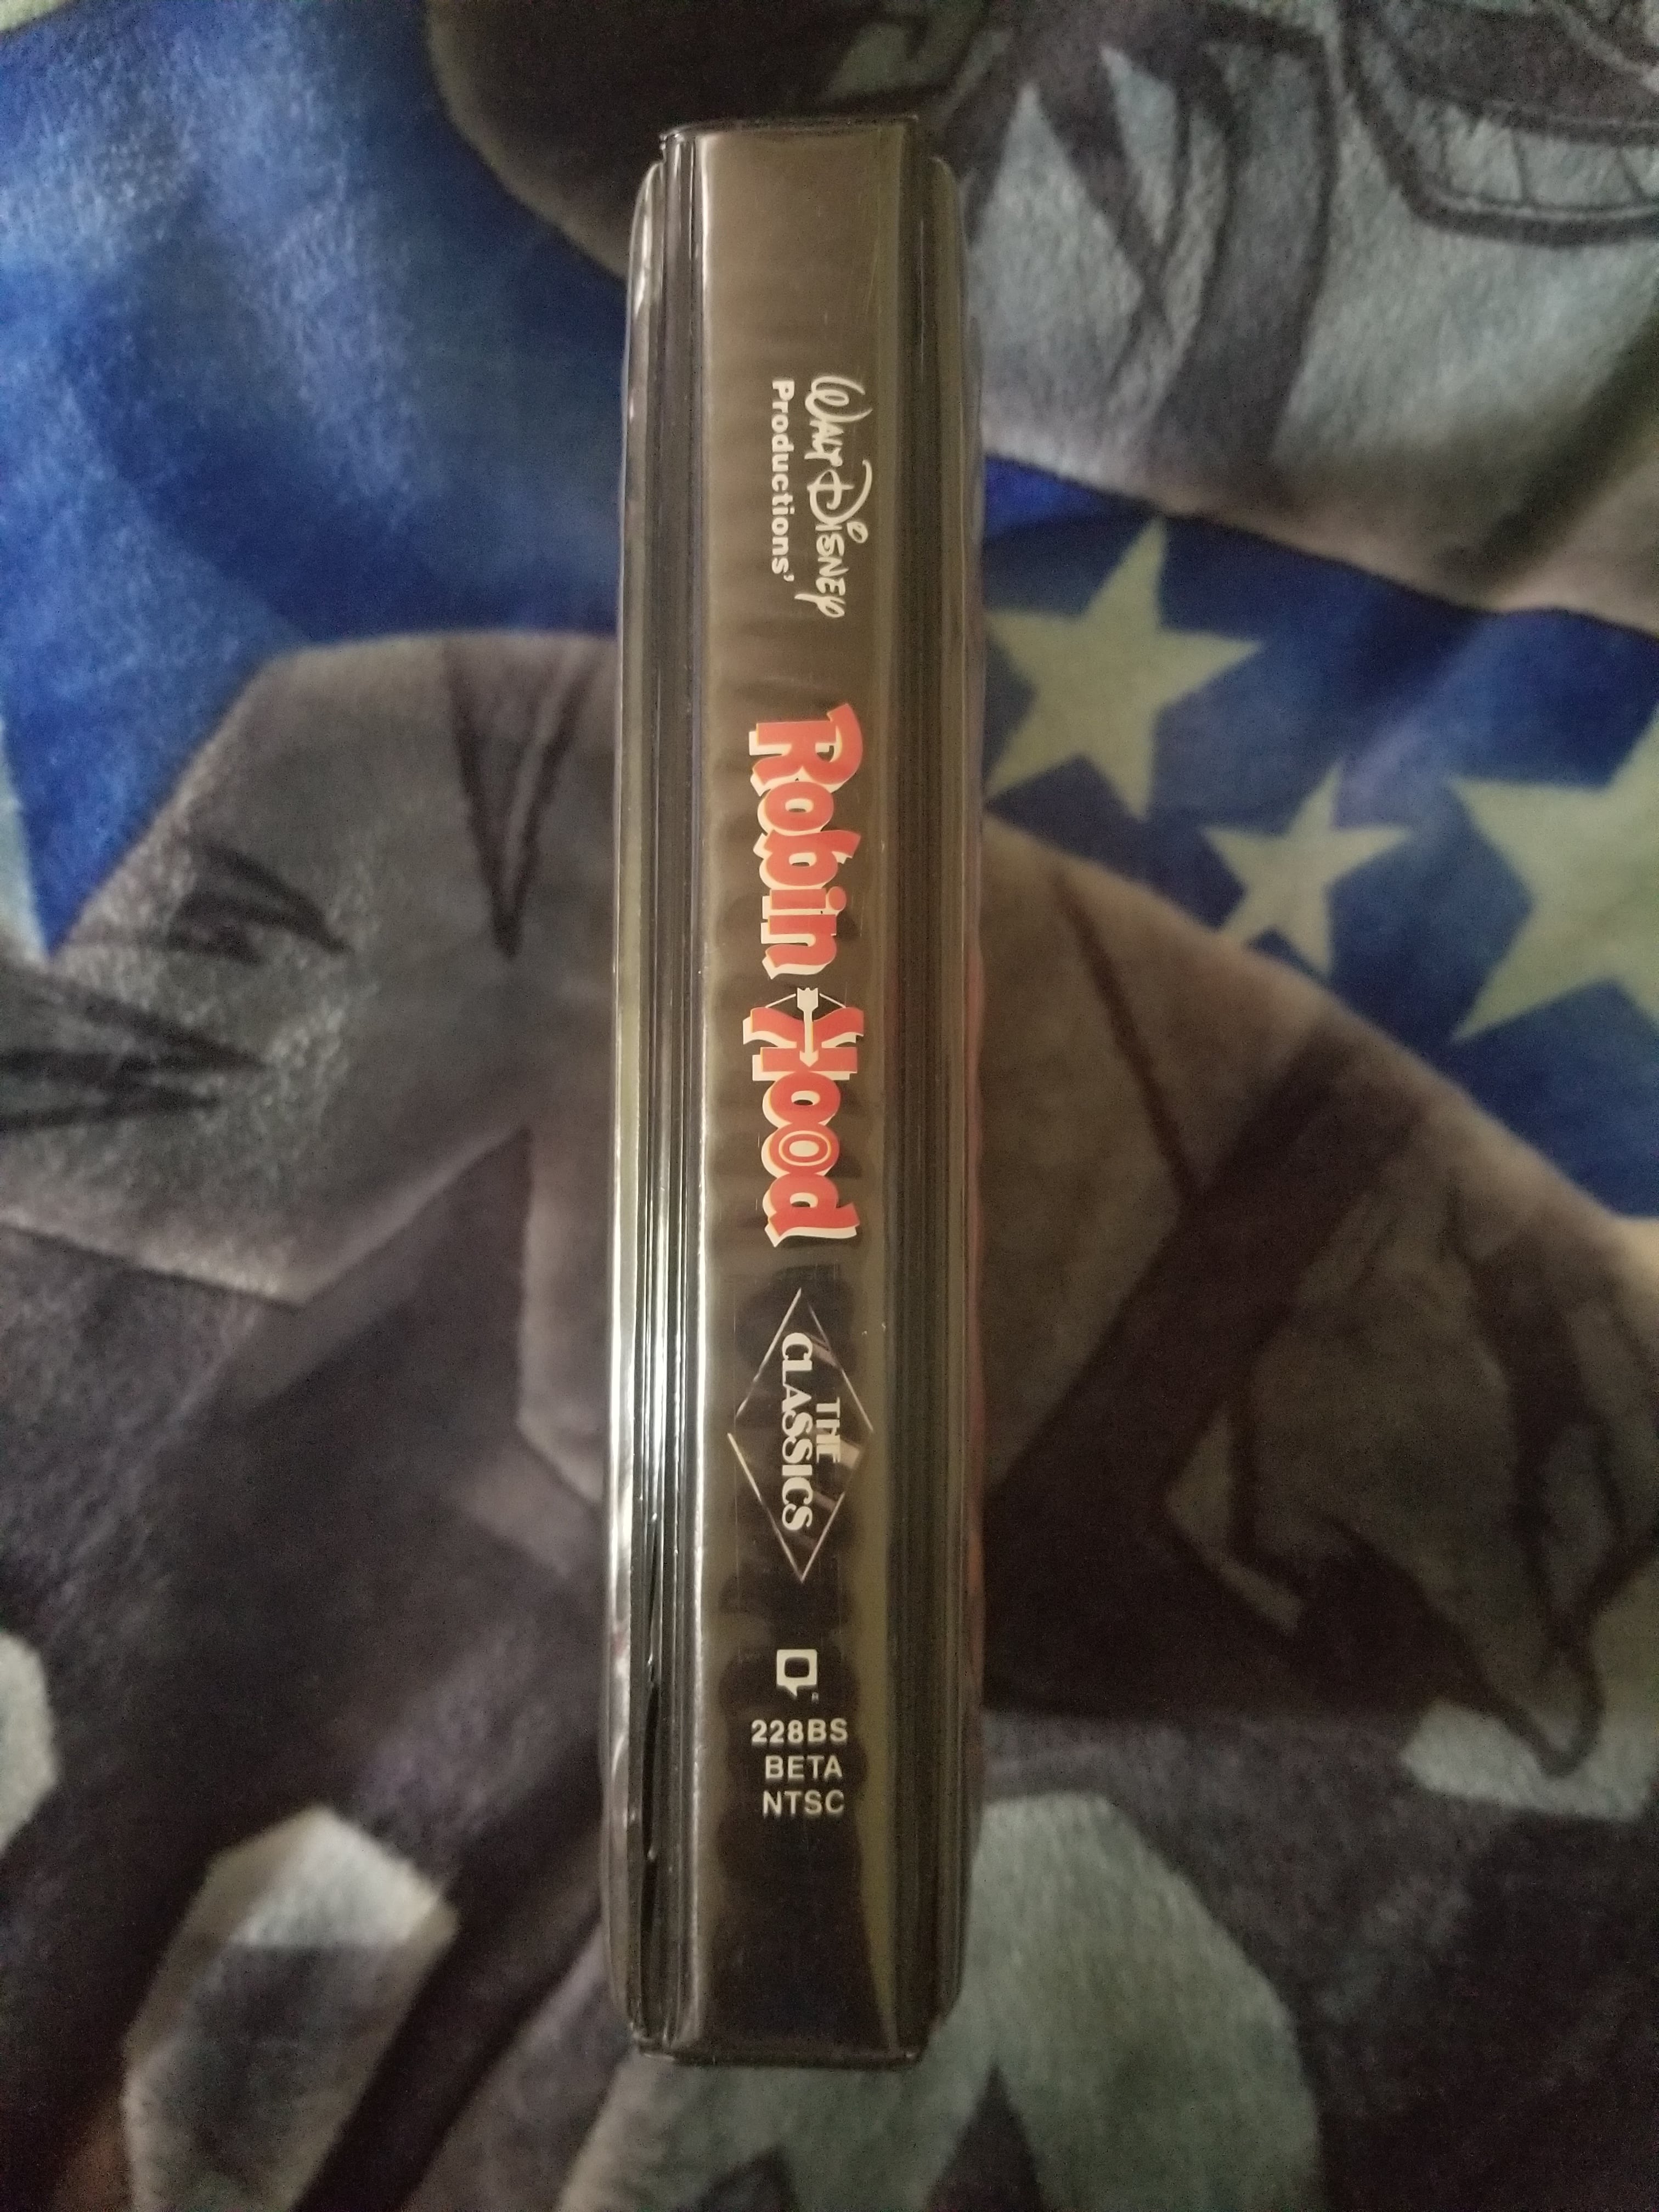 Walt Disney
Productions'
Robin Hood
THE
CLASSICS
228BS
BETA
NTSC